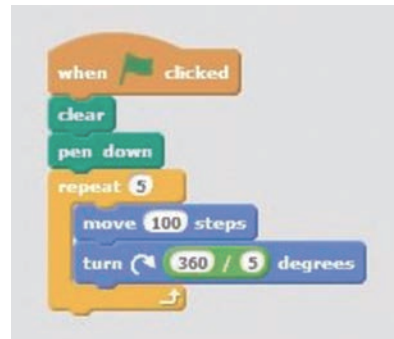 when clicked
clear
pen down
repeat 5
move 100 steps
turn 360 / 5 degrees